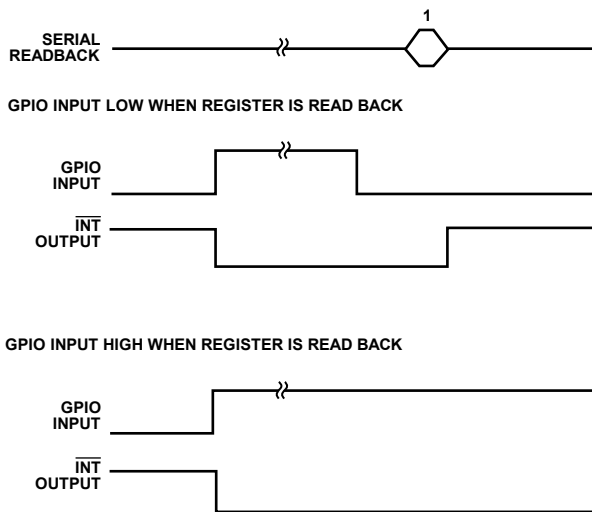 1
SERIAL
READBACK
GPIO INPUT LOW WHEN REGISTER IS READ BACK
GPIO
INPUT
INT
OUTPUT
GPIO INPUT HIGH WHEN REGISTER IS READ BACK
GPIO
INPUT
INT
OUTPUT